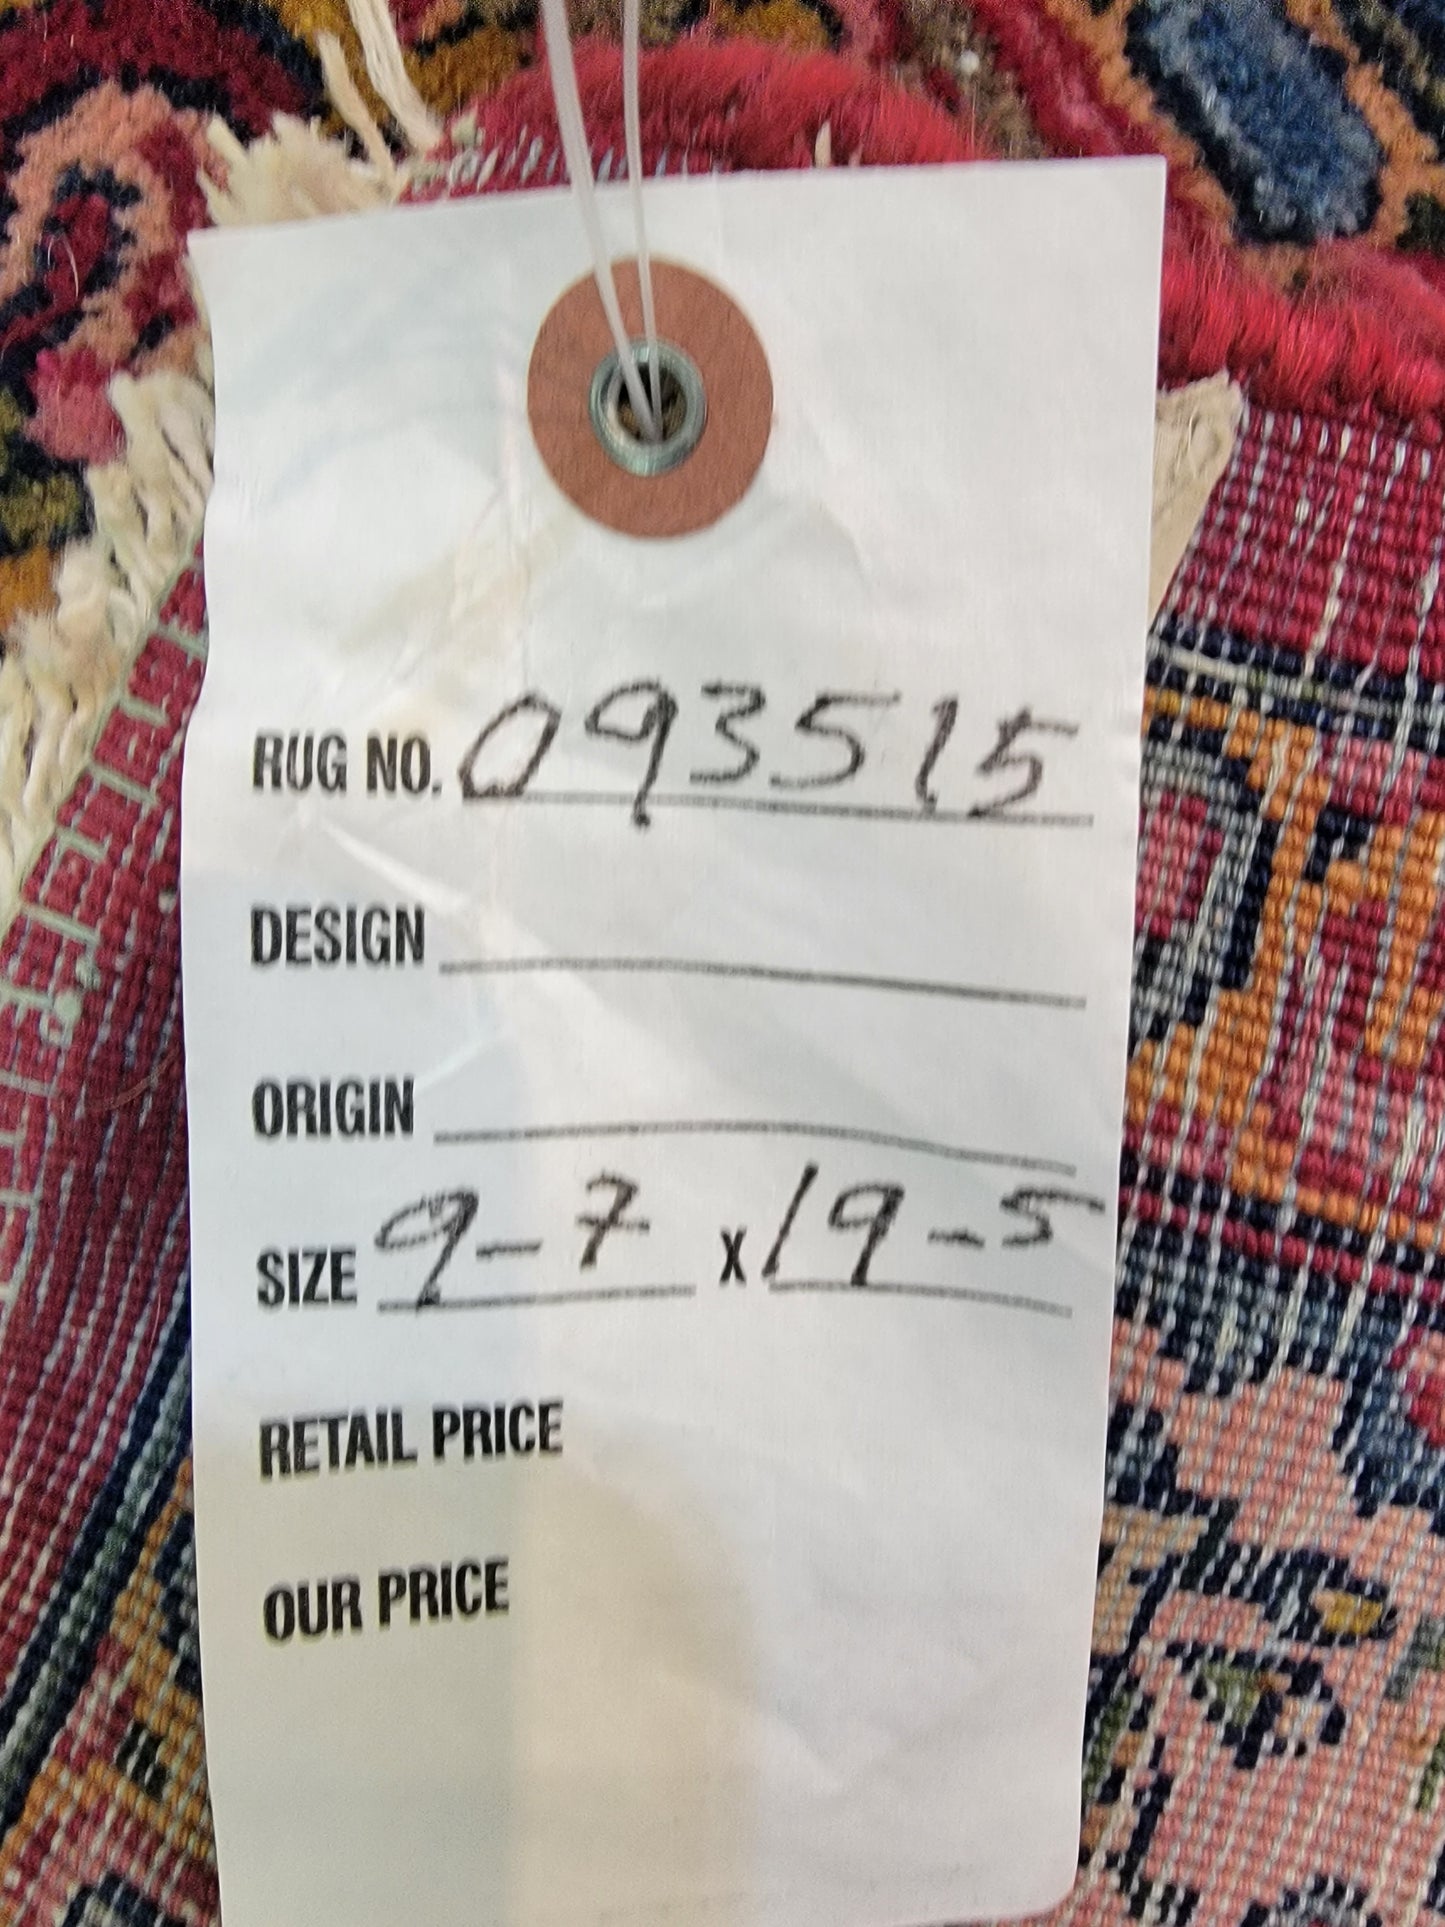 RUG NO. 093515
DESIGN
ORIGIN
SIZE 9-7 X 19-5
RETAIL PRICE
OUR PRICE